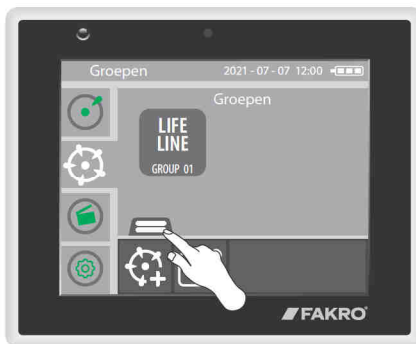 Groepen 2021 - 07 - 07 12:00
Groepen
LIFE
LINE
GROUP 01
FAKRO